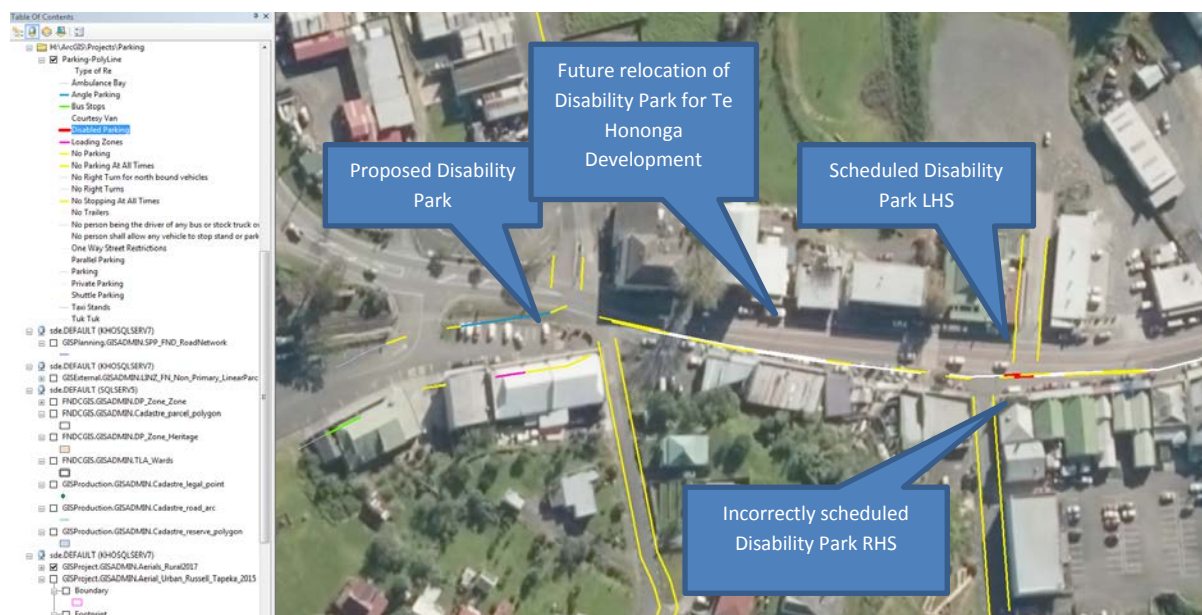 Table Of Contents
H:\ArcGIS\Projects\Parking
Parking-PolyLine
Type of Re
Ambulance Bay
Angle Parking
Bus Stops
Courtesy Van
Disabled Parking
Loading Zones
No Parking
No Parking At All Times
No Right Turn for north bound vehicles
No Right Turns
No Stopping At All Times
No Trailers
No person being the driver of any bus or stock truck or
No person shall allow any vehicle to stop stand or park
One Way Street Restrictions
Parallel Parking
Parking
Private Parking
Shuttle Parking
Taxi Stands
Tuk Tuk
sde.DEFAULT (KHOSQLSERV7)
GISPlanning.GISADMIN.SPP_FND_RoadNetwork
sde.DEFAULT (KHOSQLSERV7)
GISExternal.GISADMIN.LINZ_FN_Non_Primary_LinearParc
sde.DEFAULT (SQLSERV5)
FNDCGIS.GISADMIN.DP_Zone_Zone
FNDCGIS.GISADMIN.Cadastre_parcel_polygon
FNDCGIS.GISADMIN.DP_Zone_Heritage
FNDCGIS.GISADMIN.TLA_Wards
GISProduction.GISADMIN.Cadastre_legal_point
GISProduction.GISADMIN.Cadastre_road_arc
GISProduction.GISADMIN.Cadastre_reserve_polygon
sde.DEFAULT (KHOSQLSERV7)
GISProject.GISADMIN.Aerials_Rural2017
GISProject.GISADMIN.Aerial_Urban_Russell_Tapeka_2015
Boundary
Footprint
Proposed Disability
Park
Future relocation of
Disability Park for Te
Hononga
Development
Scheduled Disability
Park LHS
Incorrectly scheduled
Disability Park RHS